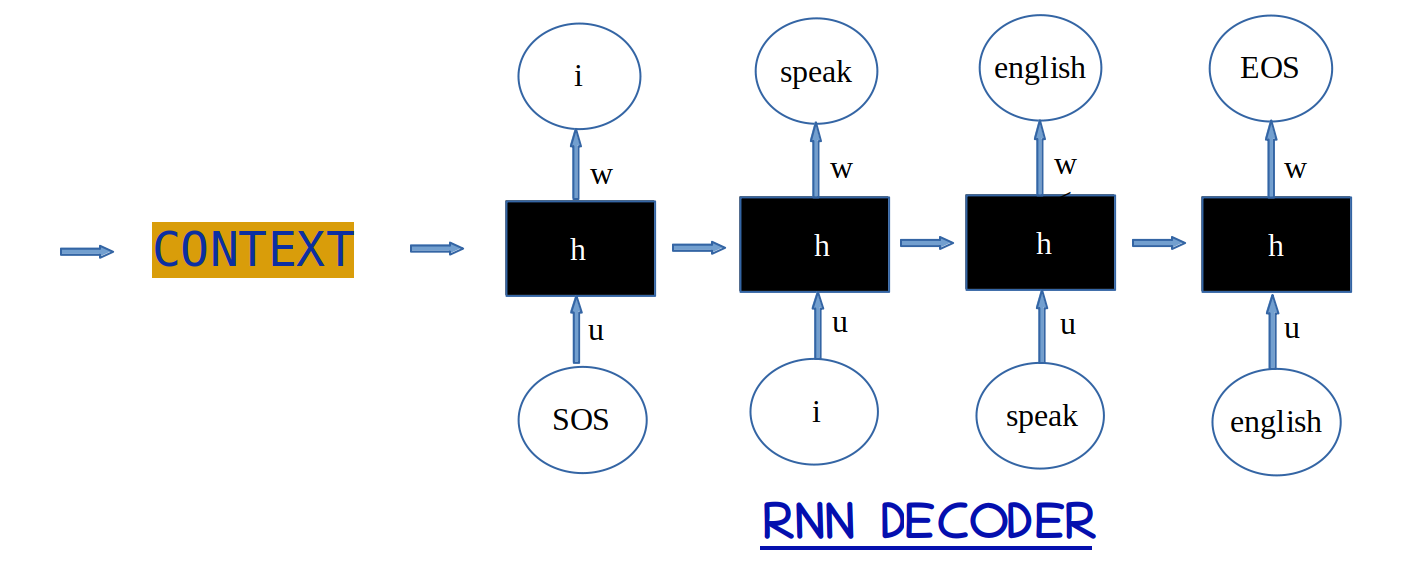 i speak english EOS
w w w w
CONTEXT h h h h
u u u u
SOS i speak english
RNN DECODER